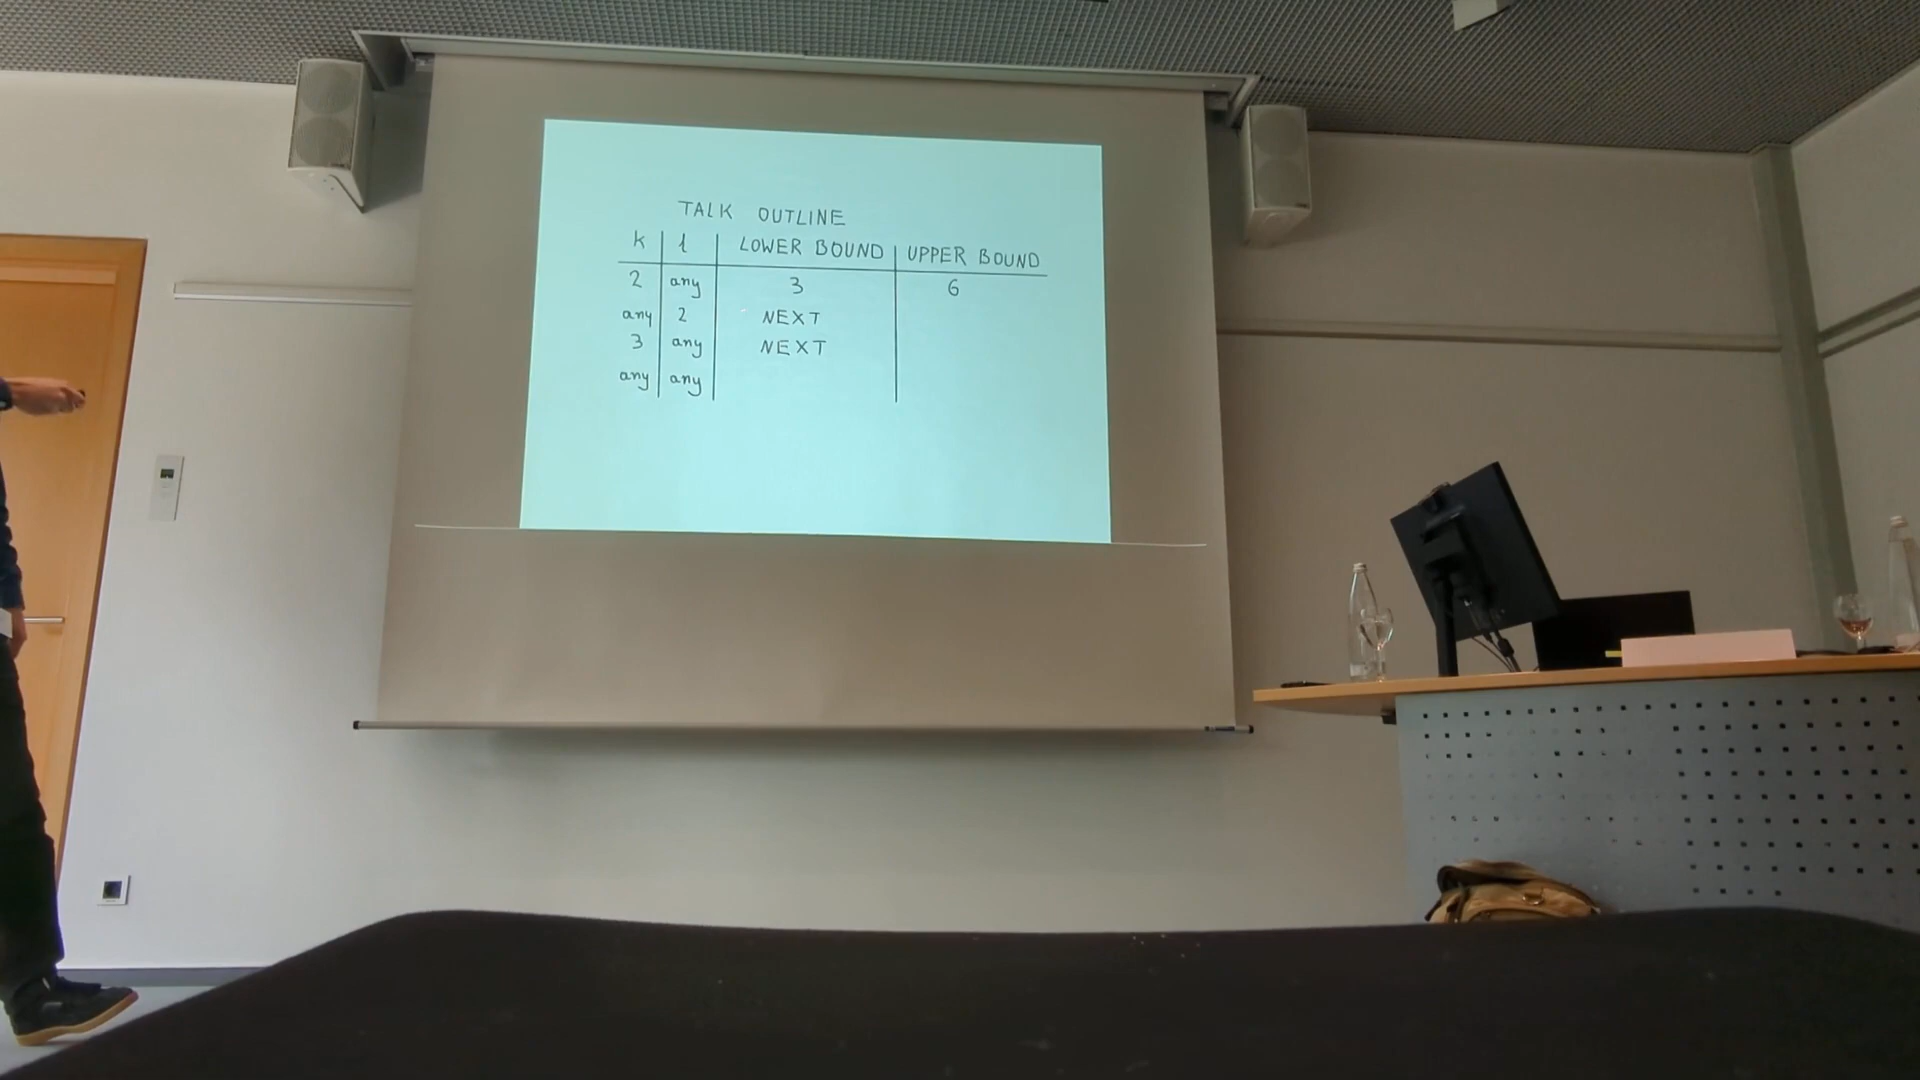 TALK OUTLINE
k l LOWER BOUND UPPER BOUND
2 any 3 6
any 2 NEXT
3 any NEXT
any any